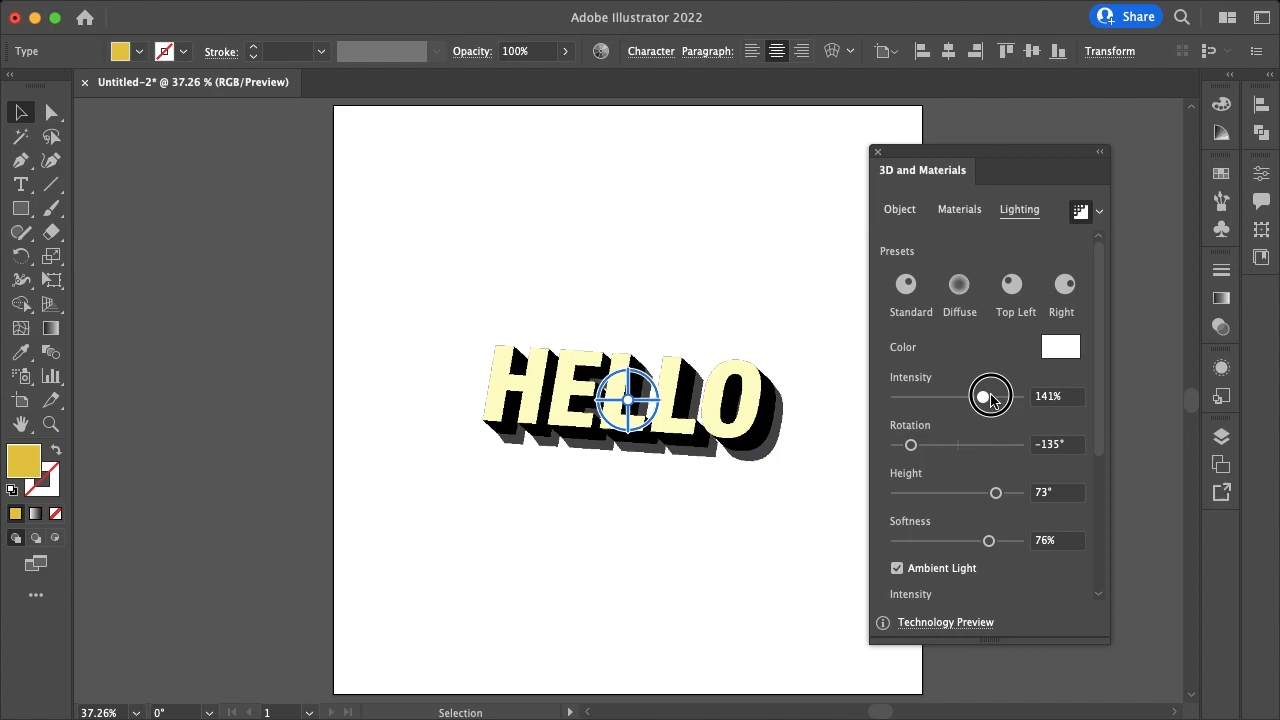 Adobe Illustrator 2022
Share
Type
Stroke:
Opacity:
100%
Character
Paragraph:
Transform
× Untitled-2* @ 37.26 % (RGB/Preview)
HELLO
3D and Materials
Object
Materials
Lighting
Presets
Standard
Diffuse
Top Left
Right
Color
Intensity
141%
Rotation
-135°
Height
73°
Softness
76%
Ambient Light
Intensity
Technology Preview
37.26%
0°
1
Selection